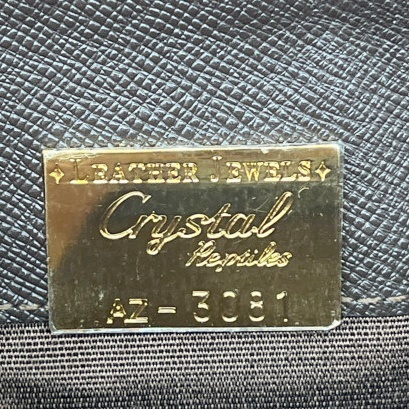 ✦LEATHER JEWELS✦
Crystal
Reptiles
AZ-3081